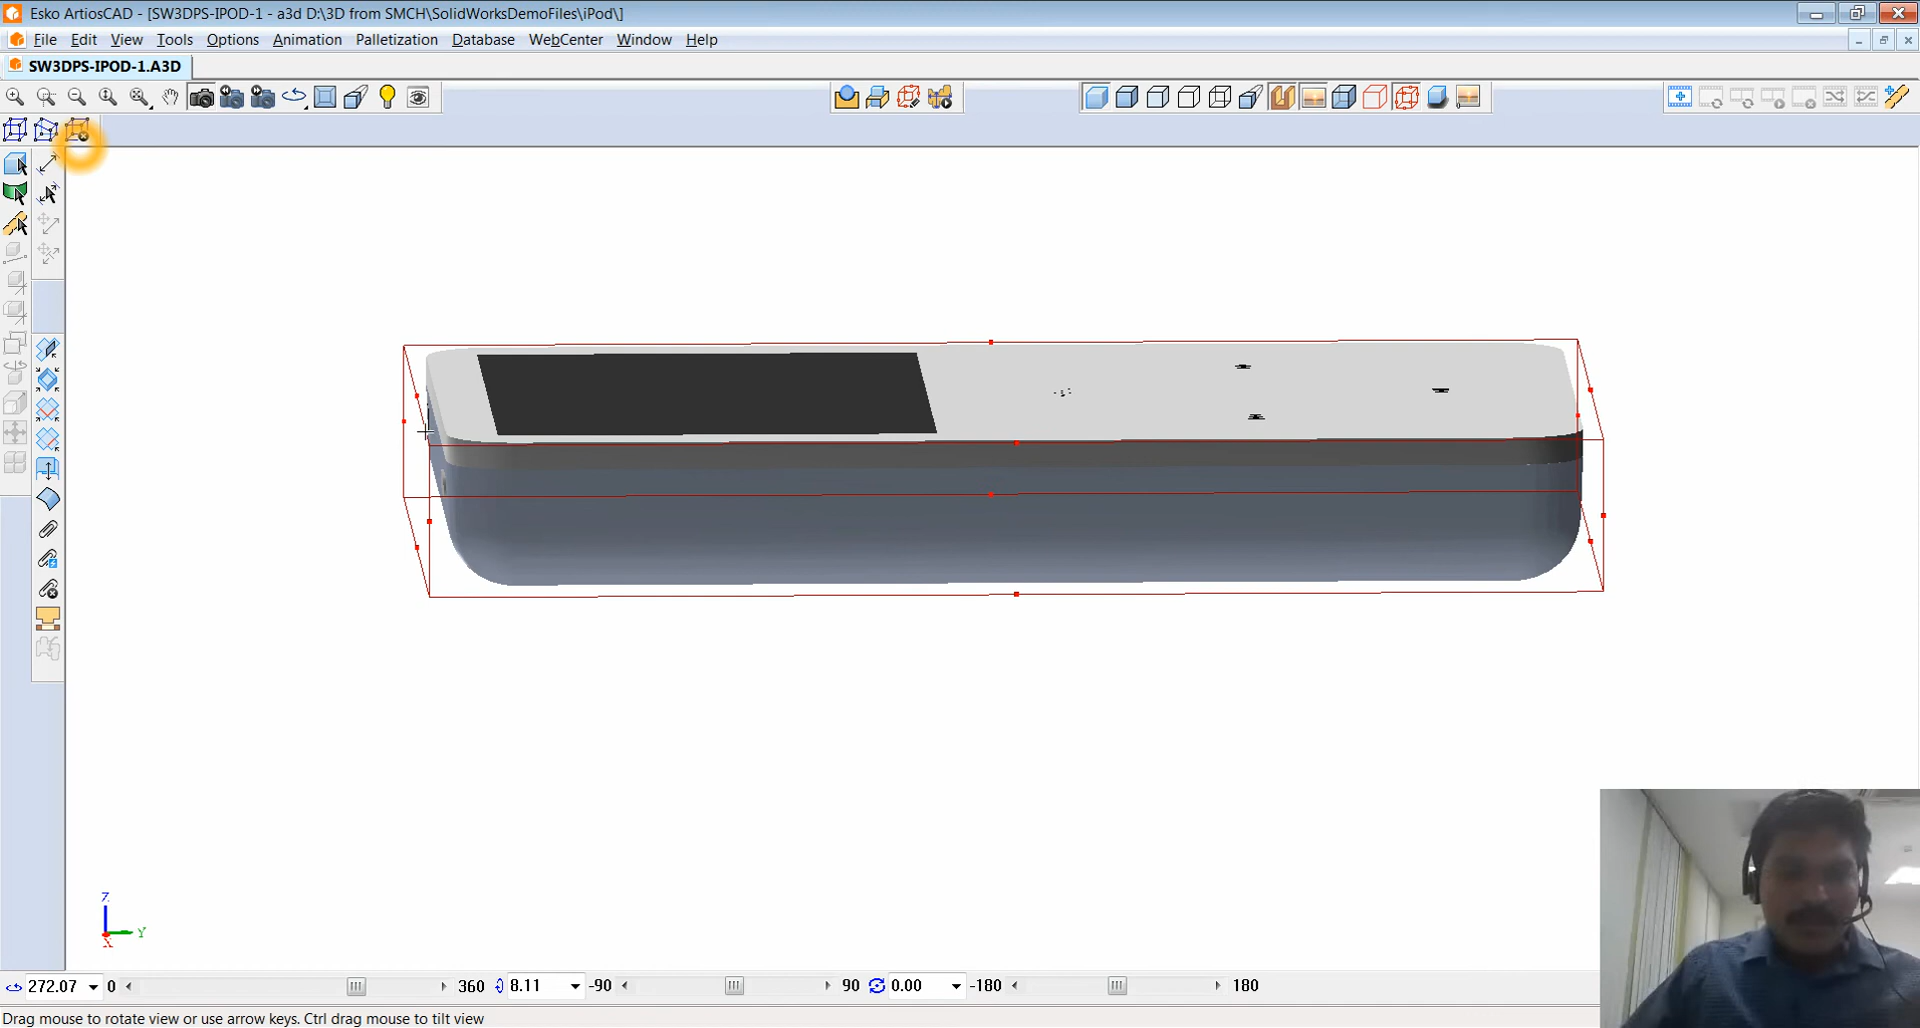 Esko ArtiosCAD - [SW3DPS-IPOD-1 - a3d D:\3D from SMCH\SolidWorksDemoFiles\iPod\]
File Edit View Tools Options Animation Palletization Database WebCenter Window Help
SW3DPS-IPOD-1.A3D
Z
Y
X
272.07 0 360 8.11 -90 90 0.00 -180 180
Drag mouse to rotate view or use arrow keys. Ctrl drag mouse to tilt view